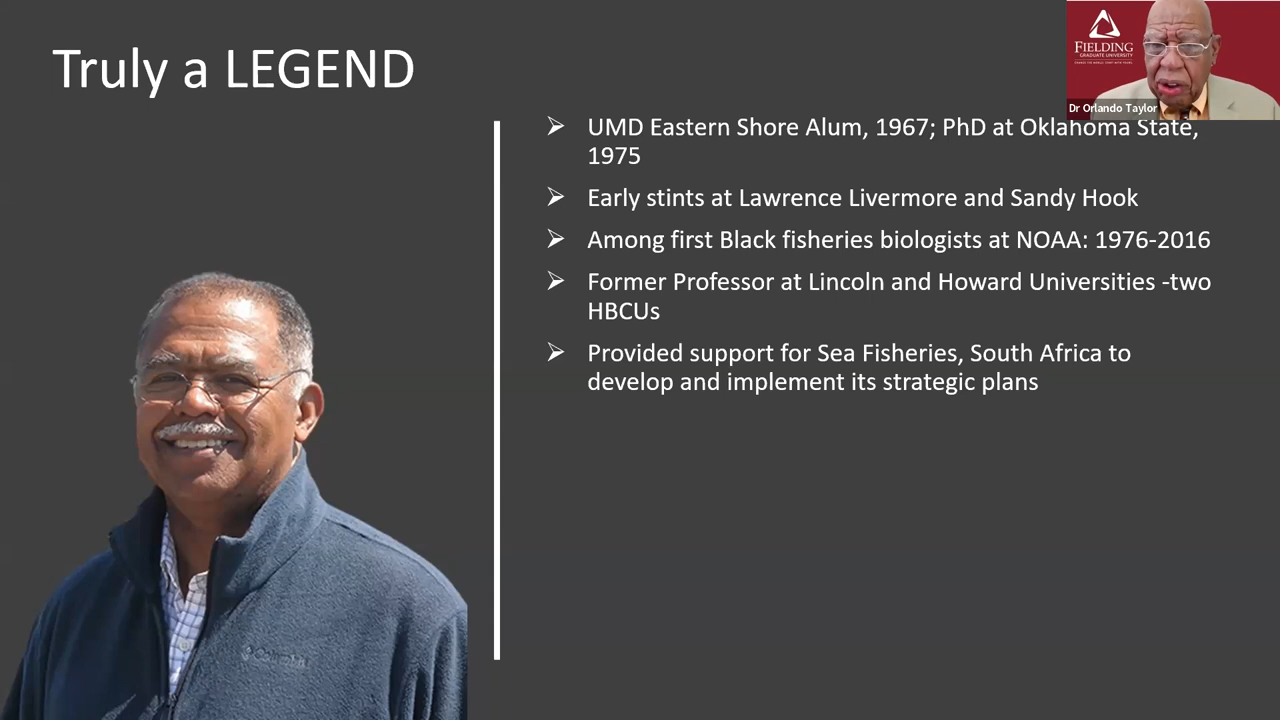 Truly a LEGEND
FIELDING
GRADUATE UNIVERSITY
Dr Orlando Taylor
➢ UMD Eastern Shore Alum, 1967; PhD at Oklahoma State,
1975
➢ Early stints at Lawrence Livermore and Sandy Hook
➢ Among first Black fisheries biologists at NOAA: 1976-2016
➢ Former Professor at Lincoln and Howard Universities -two
HBCUs
➢ Provided support for Sea Fisheries, South Africa to
develop and implement its strategic plans
Columbia